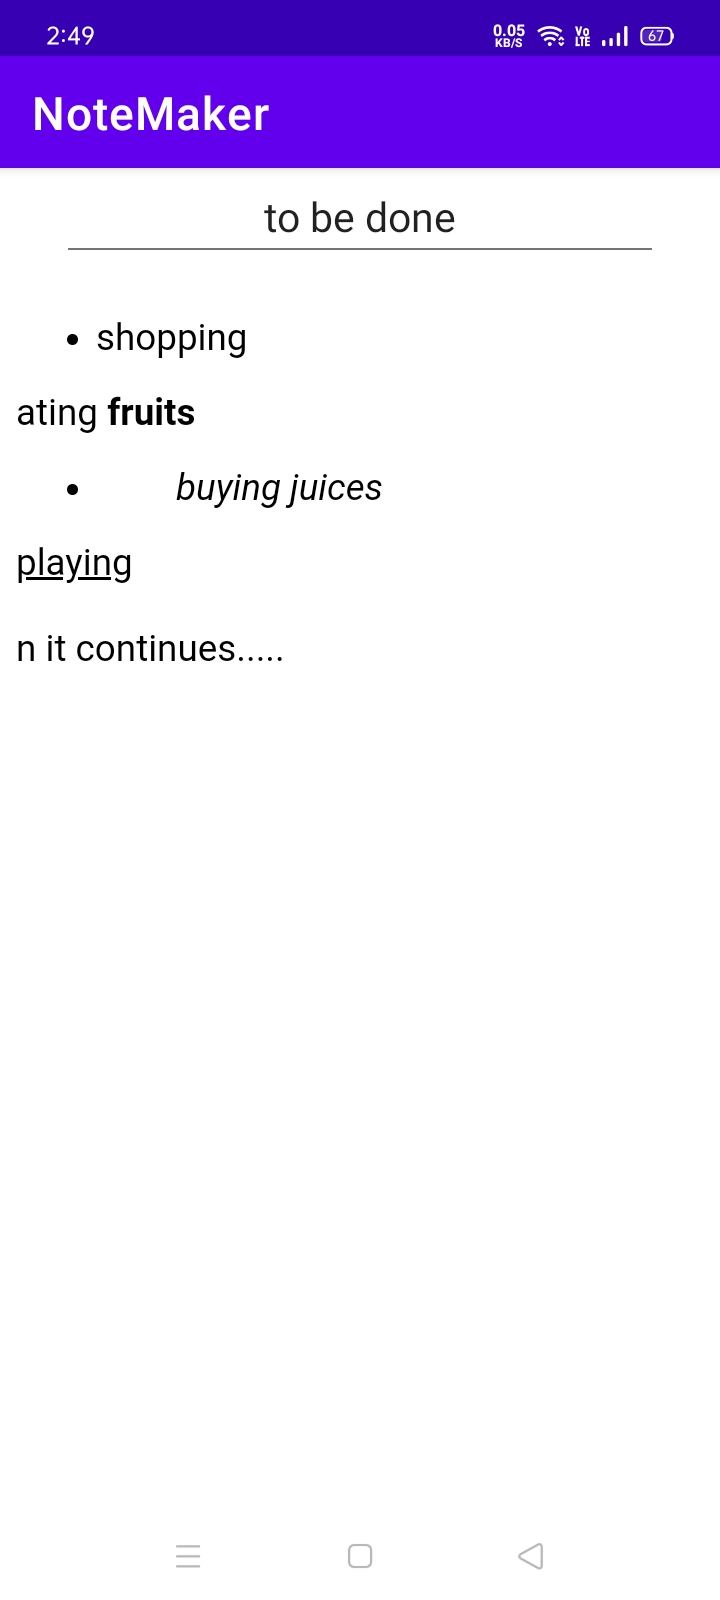 2:49 0.05 KB/S Vo LTE 67
NoteMaker
to be done
• shopping
ating fruits
• buying juices
playing
n it continues.....